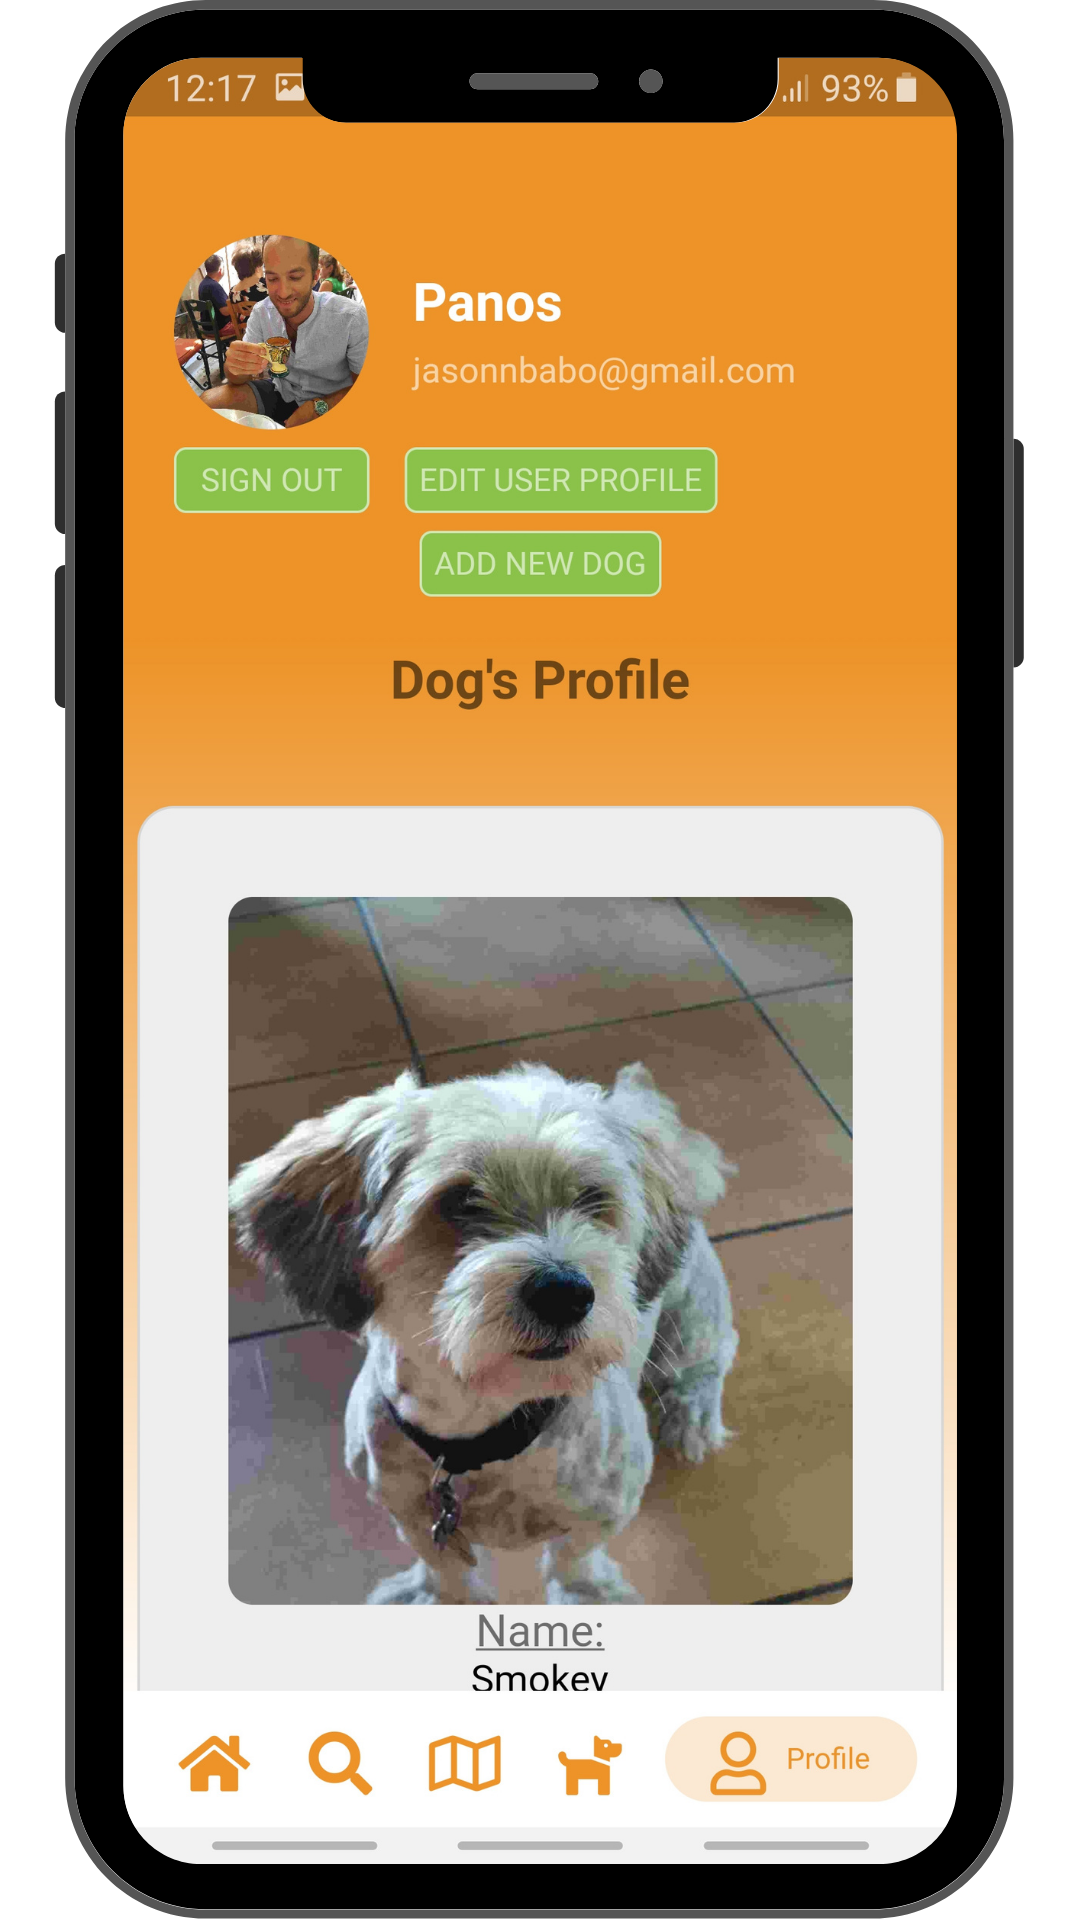 12:17 93%
Panos
jasonnbabo@gmail.com
SIGN OUT EDIT USER PROFILE
ADD NEW DOG
Dog's Profile
Name:
Smokey
Profile